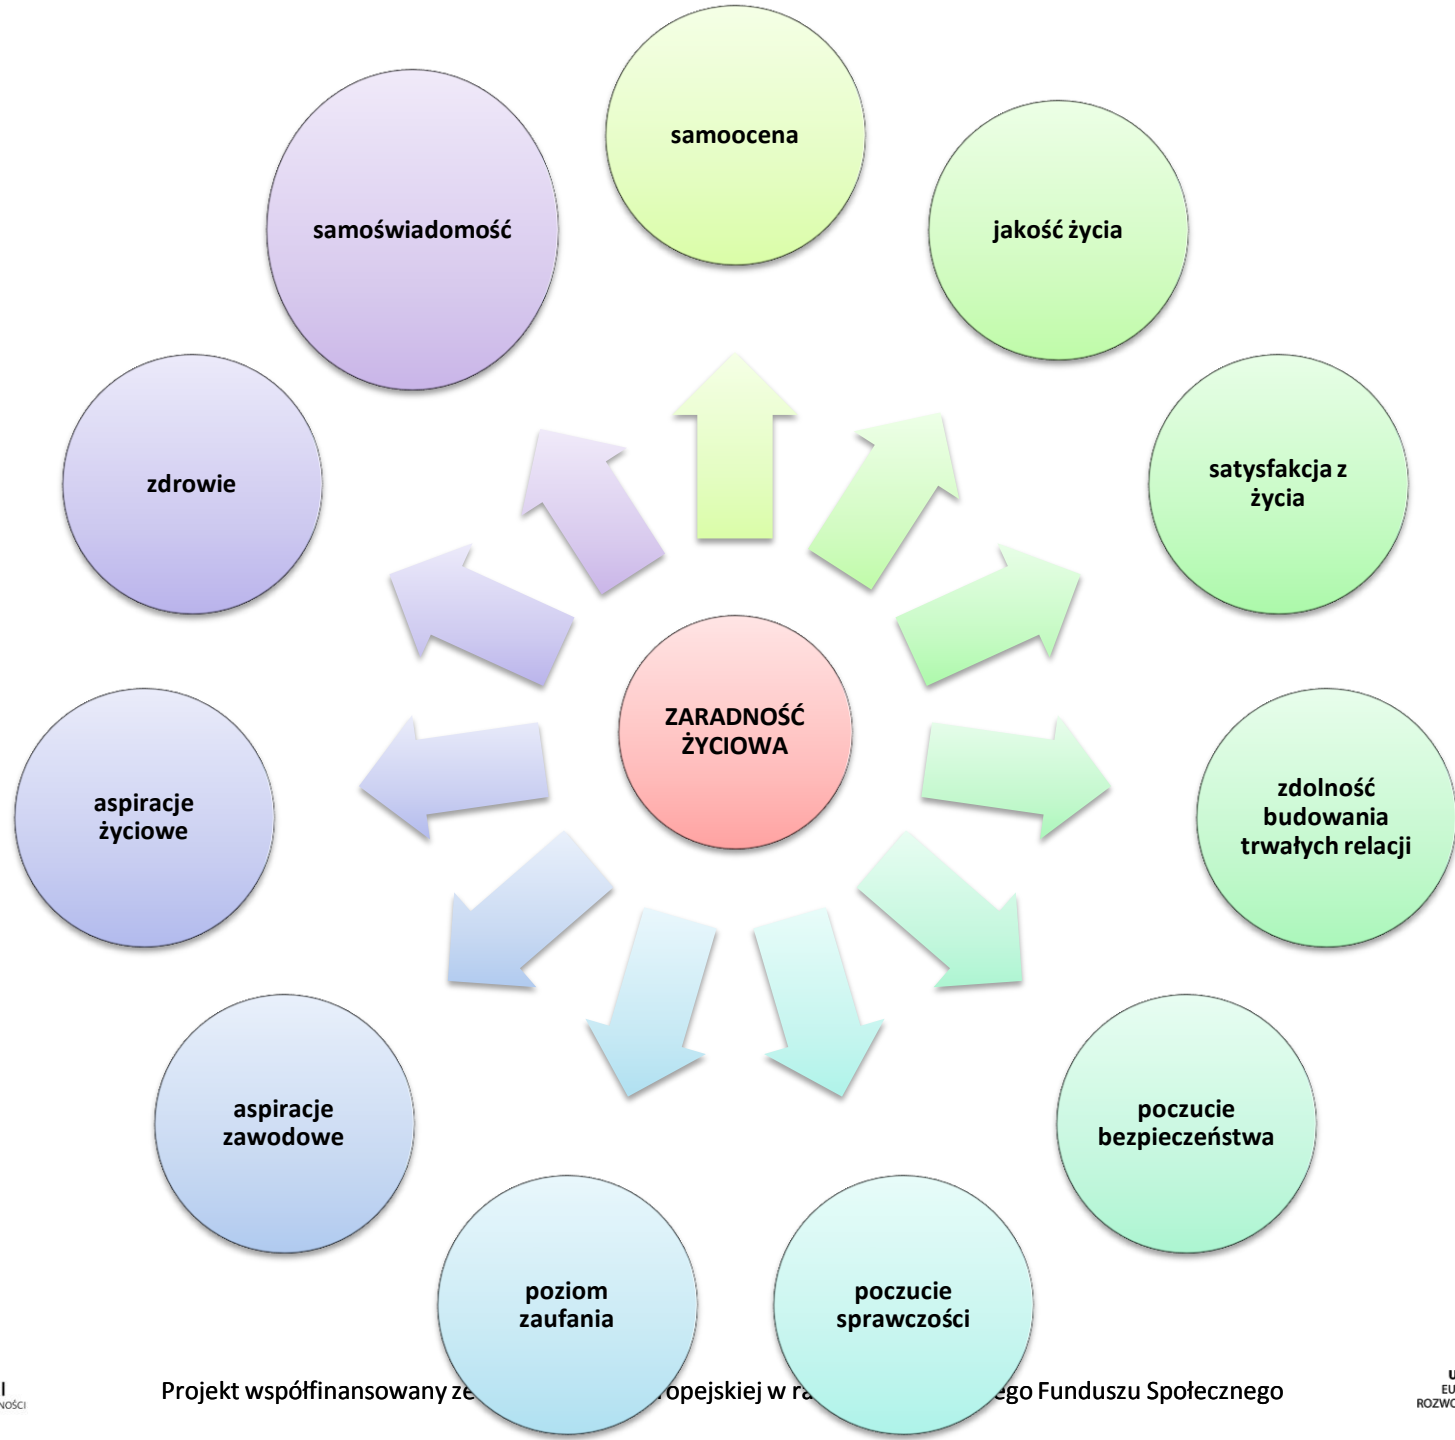 samoocena
jakość życia
satysfakcja z
życia
zdolność
budowania
trwałych relacji
poczucie
bezpieczeństwa
poczucie
sprawczości
poziom
zaufania
aspiracje
zawodowe
aspiracje
życiowe
zdrowie
samoświadomość
ZARADNOŚĆ
ŻYCIOWA
Projekt współfinansowany ze opejskiej w ego Funduszu Społecznego